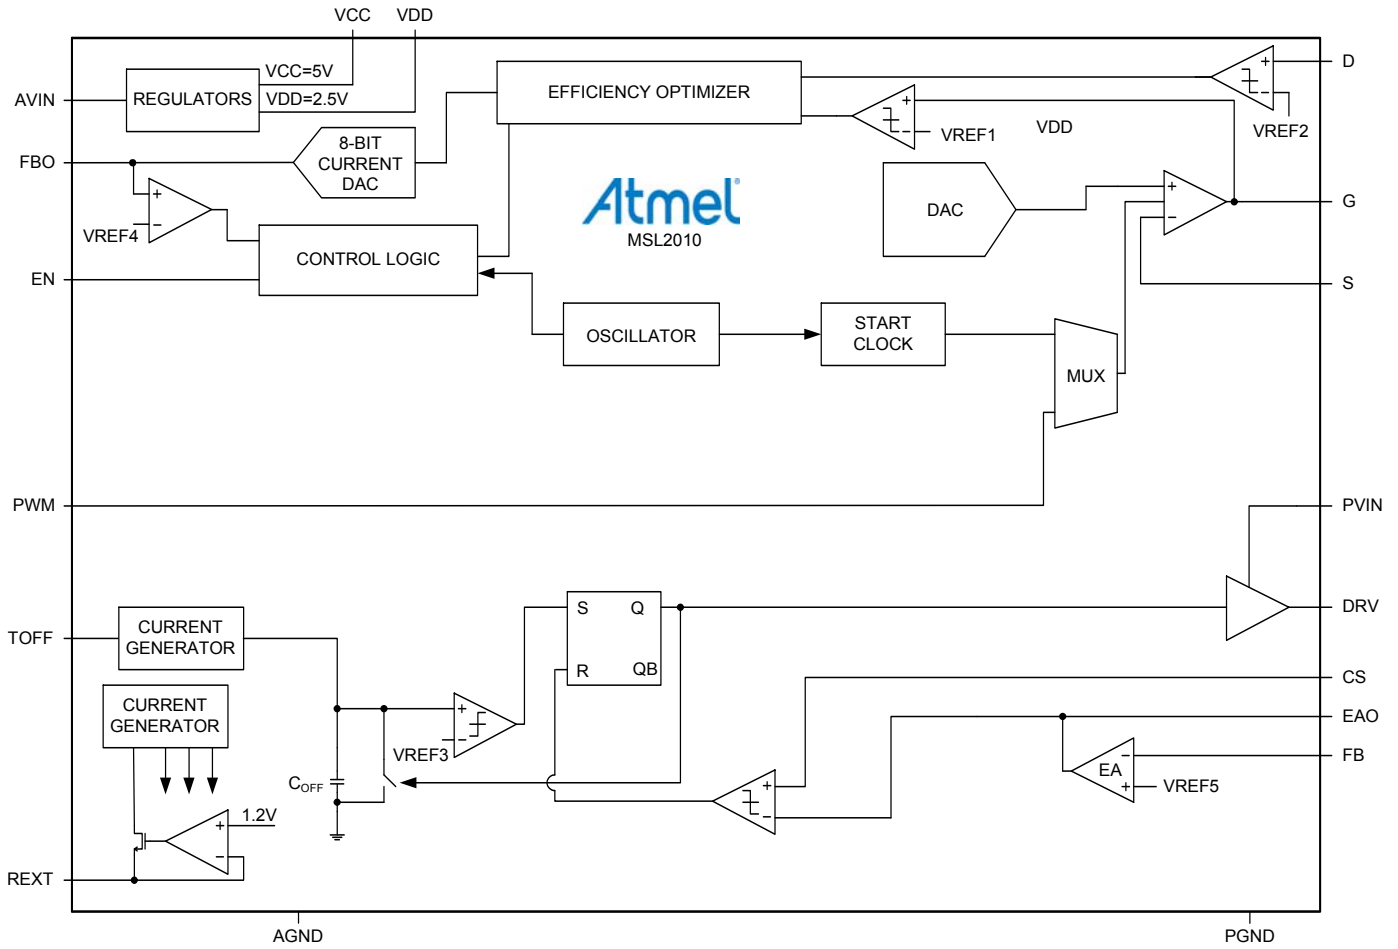 VCC VDD
AVIN
REGULATORS
VCC=5V
VDD=2.5V
EFFICIENCY OPTIMIZER
+
-
D
VREF2
+
-
VREF1
VDD
FBO
8-BIT
CURRENT
DAC
+
-
VREF4
Atmel
MSL2010
DAC
+
-
G
CONTROL LOGIC
EN
S
OSCILLATOR
START
CLOCK
MUX
PWM
PVIN
S Q
R QB
DRV
TOFF
CURRENT
GENERATOR
CS
CURRENT
GENERATOR
+
-
VREF3
EAO
EA
-
+
FB
VREF5
COFF
+
-
1.2V
+
-
REXT
AGND
PGND